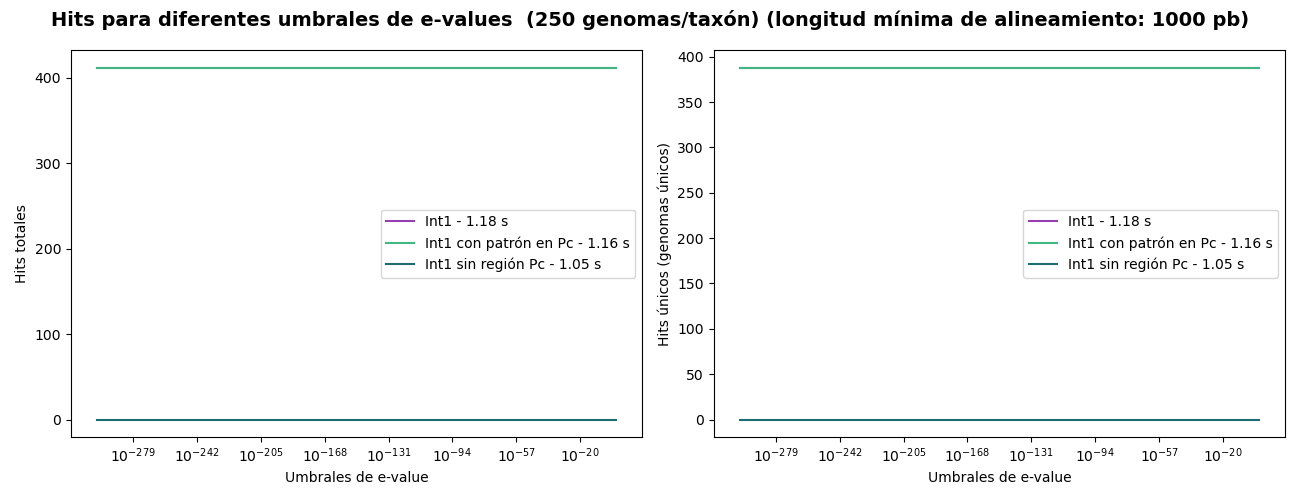 Hits para diferentes umbrales de e-values  (250 genomas/taxón) (longitud mínima de alineamiento: 1000 pb)
Hits totales
400
300
200
100
0
Int1 - 1.18 s
Int1 con patrón en Pc - 1.16 s
Int1 sin región Pc - 1.05 s
10⁻²⁷⁹ 10⁻²⁴² 10⁻²⁰⁵ 10⁻¹⁶⁸ 10⁻¹³¹ 10⁻⁹⁴ 10⁻⁵⁷ 10⁻²⁰
Umbrales de e-value
Hits únicos (genomas únicos)
400
350
300
250
200
150
100
50
0
Int1 - 1.18 s
Int1 con patrón en Pc - 1.16 s
Int1 sin región Pc - 1.05 s
10⁻²⁷⁹ 10⁻²⁴² 10⁻²⁰⁵ 10⁻¹⁶⁸ 10⁻¹³¹ 10⁻⁹⁴ 10⁻⁵⁷ 10⁻²⁰
Umbrales de e-value